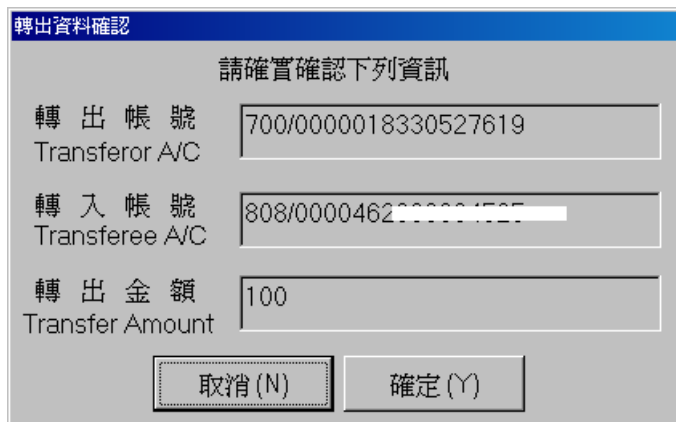 轉出資料確認
請確實確認下列資訊
轉出帳號
Transferor A/C
700/0000018330527619
轉入帳號
Transferee A/C
808/0000462
轉出金額
Transfer Amount
100
取消(N)
確定(Y)